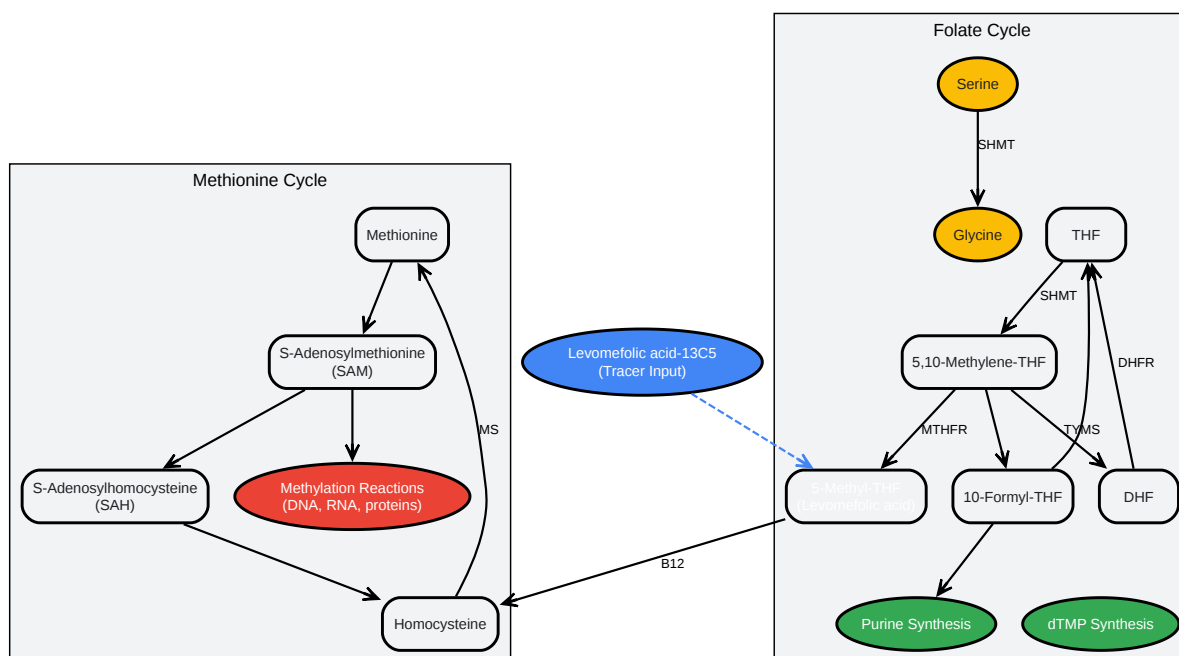 Folate Cycle
Serine
SHMT
Methionine Cycle
Methionine
Glycine
THF
SHMT
S-Adenosylmethionine
(SAM)
Levomefolic acid-13C5
(Tracer Input)
5,10-Methylene-THF
DHFR
MS
MTHFR
TYMS
S-Adenosylhomocysteine
(SAH)
Methylation Reactions
(DNA, RNA, proteins)
5-Methyl-THF
(Levomefolic acid)
10-Formyl-THF
DHF
B12
Homocysteine
Purine Synthesis
dTMP Synthesis